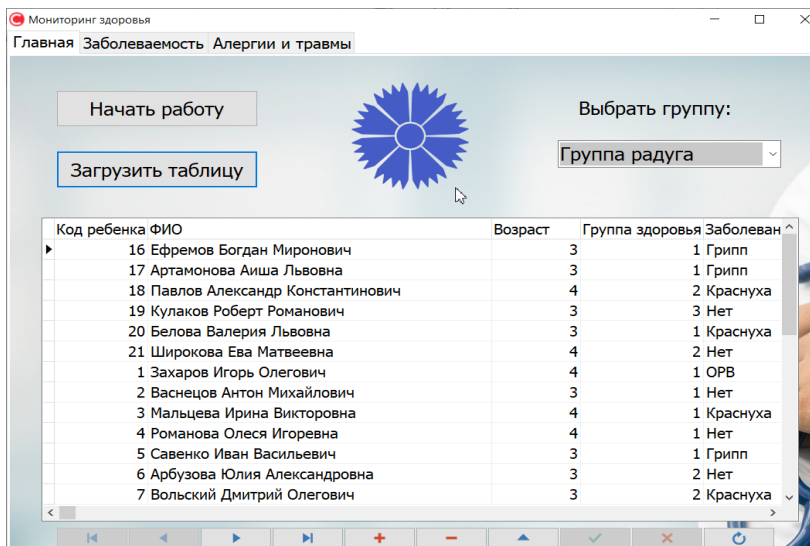 Мониторинг здоровья
Главная Заболеваемость Алергии и травмы
Начать работу
Выбрать группу:
Загрузить таблицу
Группа радуга
Код ребенка ФИО Возраст Группа здоровья Заболеван
16 Ефремов Богдан Миронович 3 1 Грипп
17 Артамонова Аиша Львовна 3 1 Грипп
18 Павлов Александр Константинович 4 2 Краснуха
19 Кулаков Роберт Романович 3 3 Нет
20 Белова Валерия Львовна 3 1 Краснуха
21 Широкова Ева Матвеевна 4 2 Нет
1 Захаров Игорь Олегович 4 1 ОРВ
2 Васнецов Антон Михайлович 3 1 Нет
3 Мальцева Ирина Викторовна 4 1 Краснуха
4 Романова Олеся Игоревна 4 1 Нет
5 Савенко Иван Васильевич 3 1 Грипп
6 Арбузова Юлия Александровна 3 2 Нет
7 Вольский Дмитрий Олегович 3 2 Краснуха